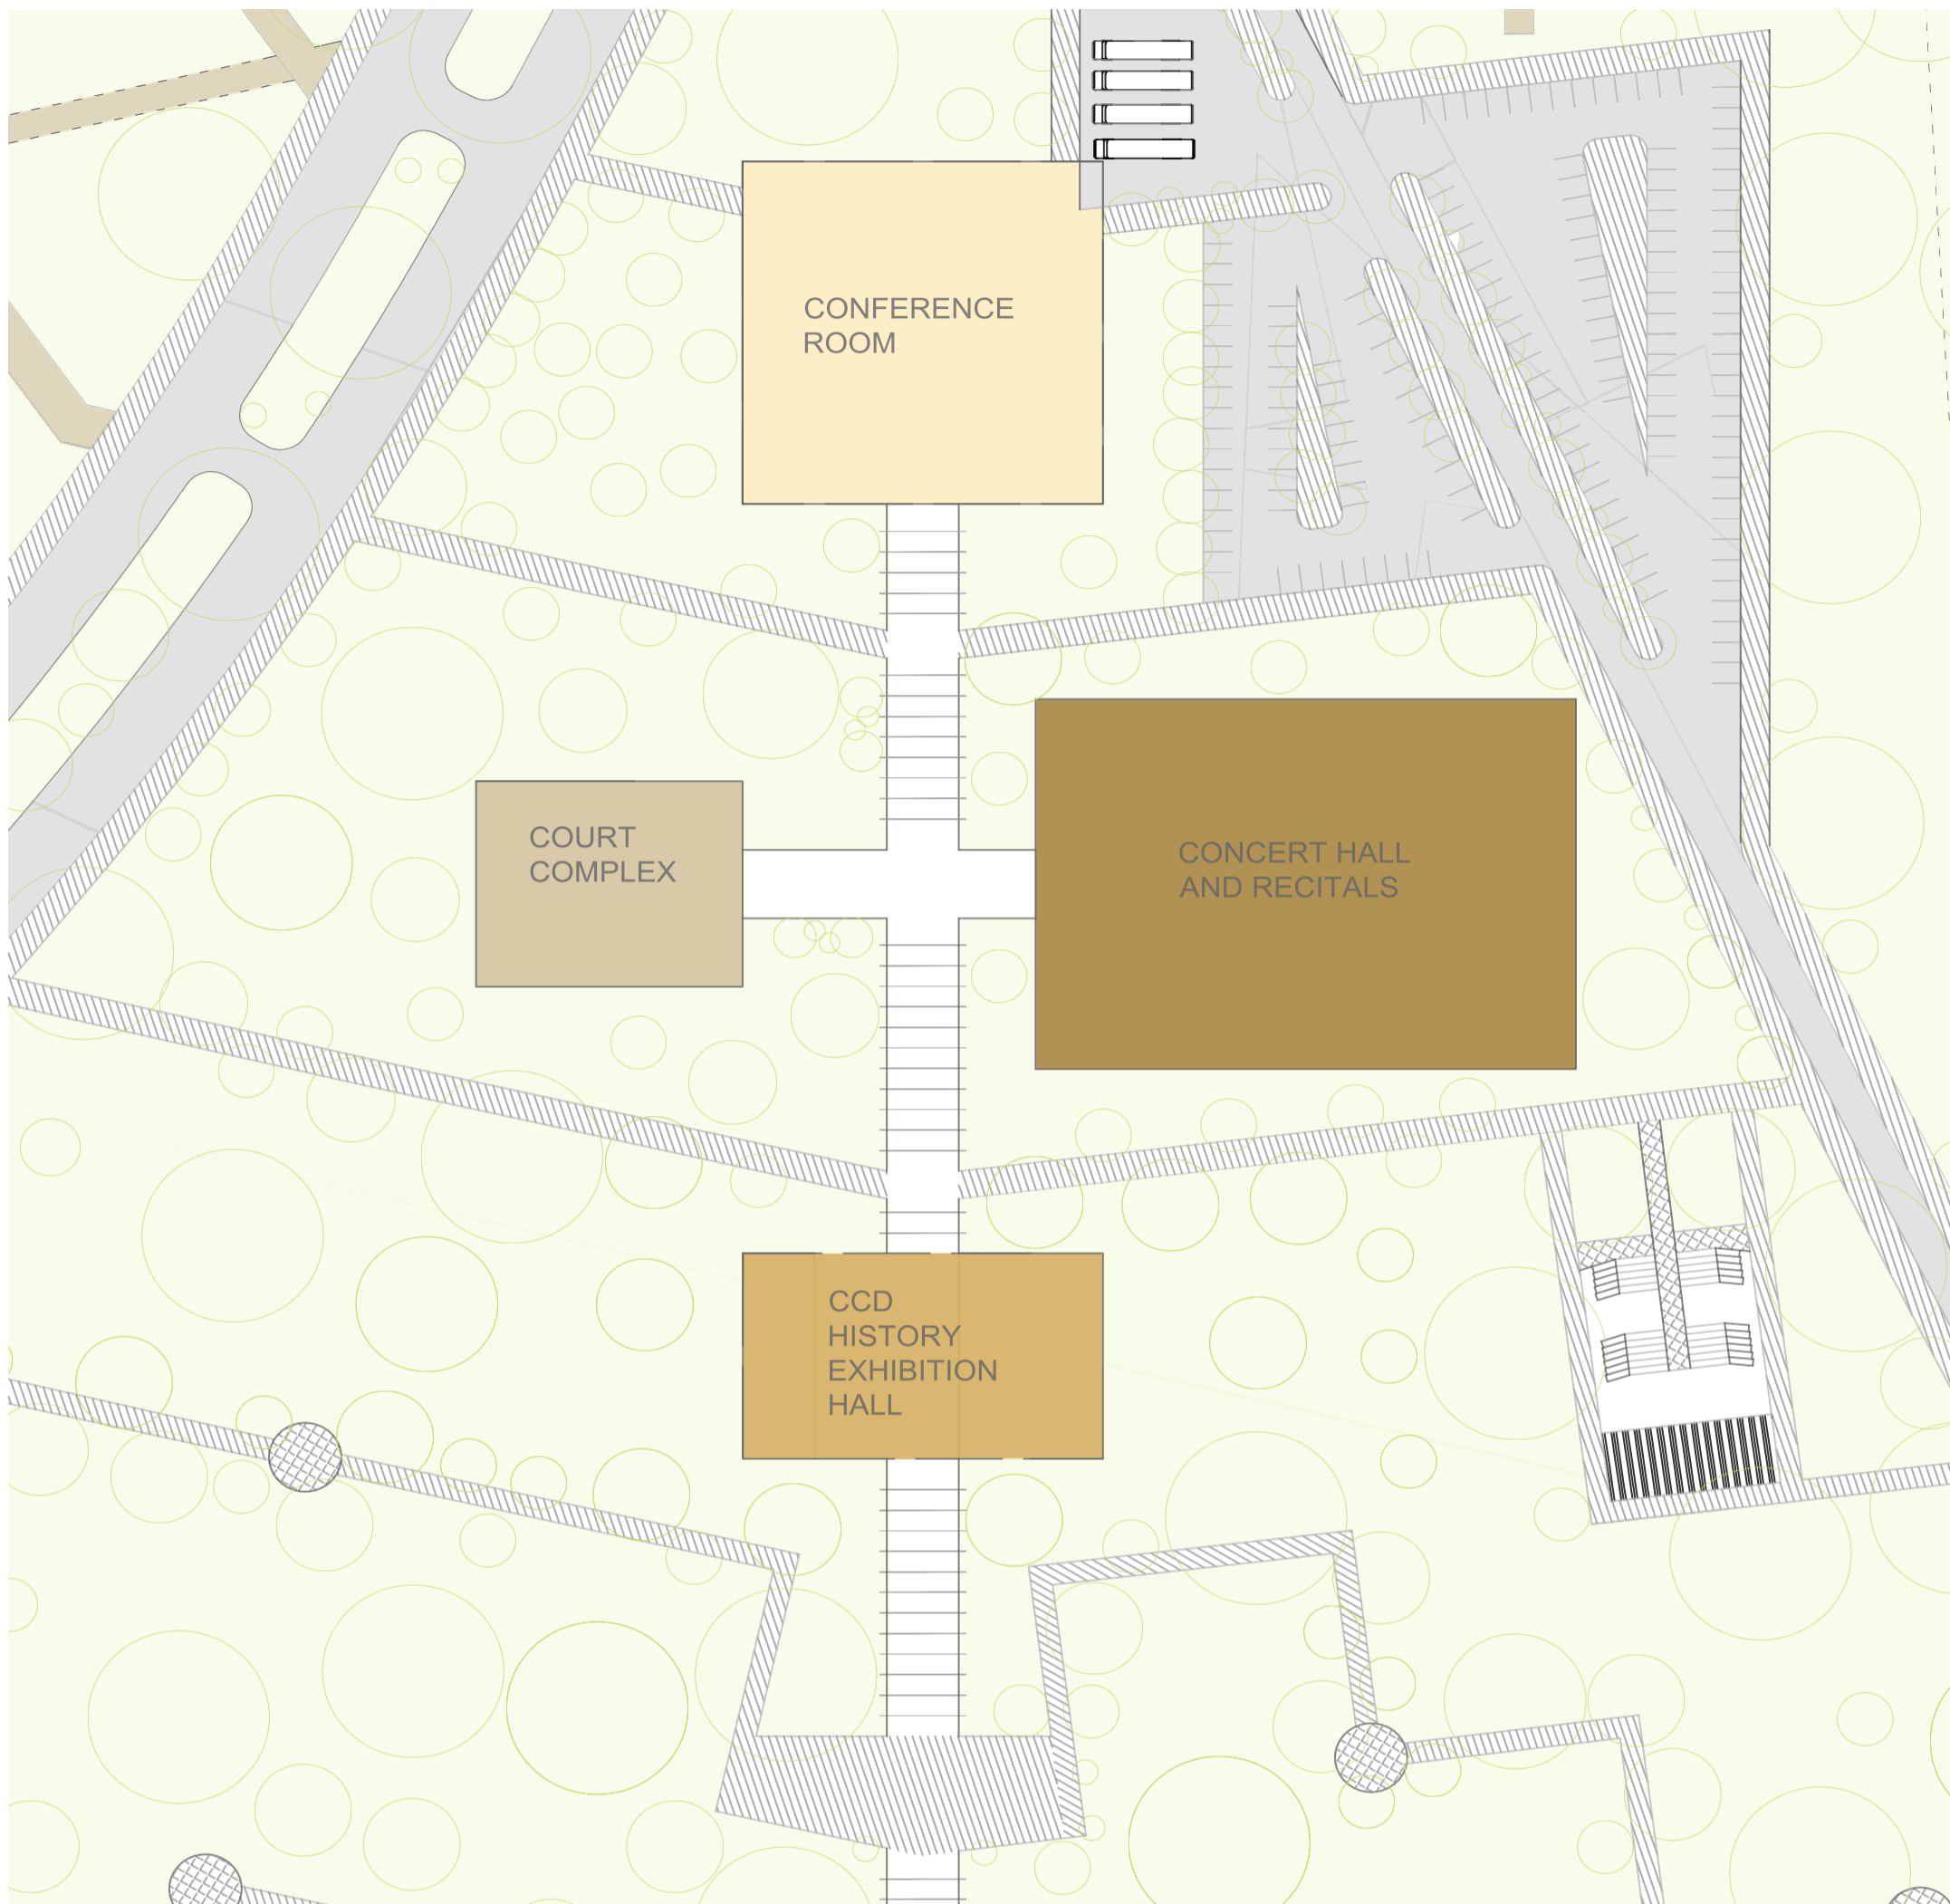 CONFERENCE
ROOM
COURT
COMPLEX
CONCERT HALL
AND RECITALS
CCD
HISTORY
EXHIBITION
HALL